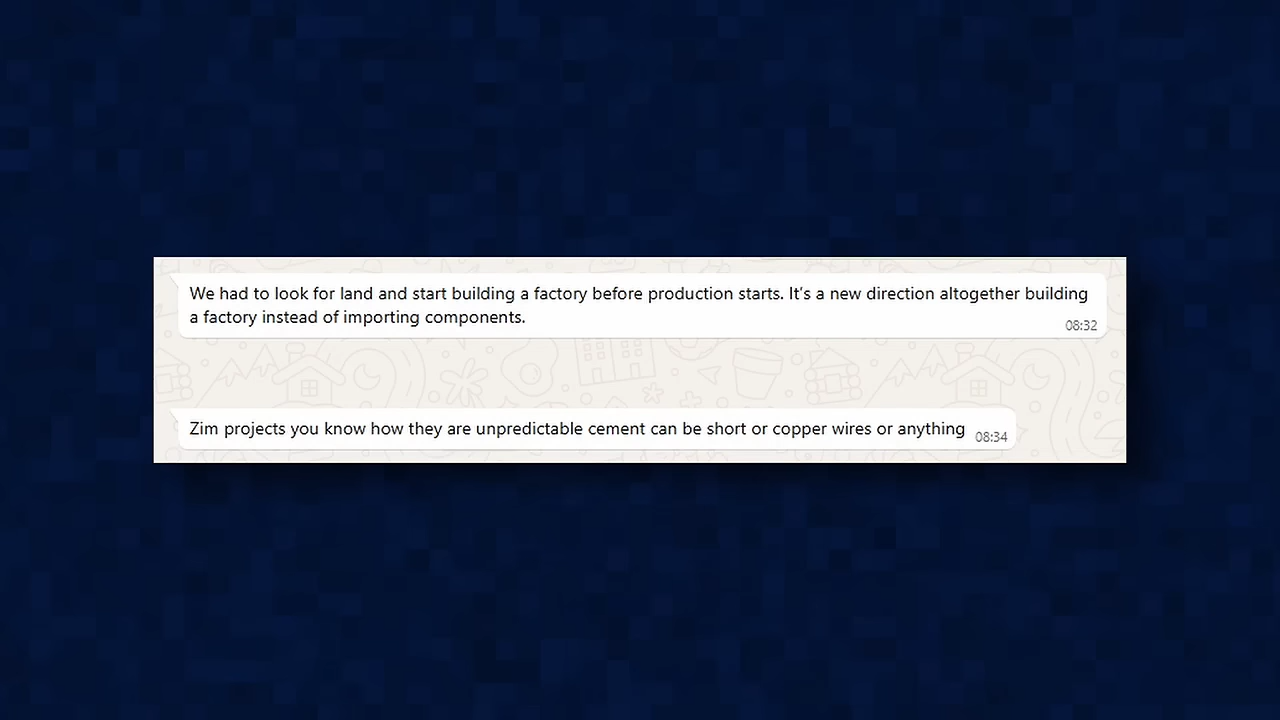 We had to look for land and start building a factory before production starts. It's a new direction altogether building
a factory instead of importing components.
08:32
Zim projects you know how they are unpredictable cement can be short or copper wires or anything
08:34